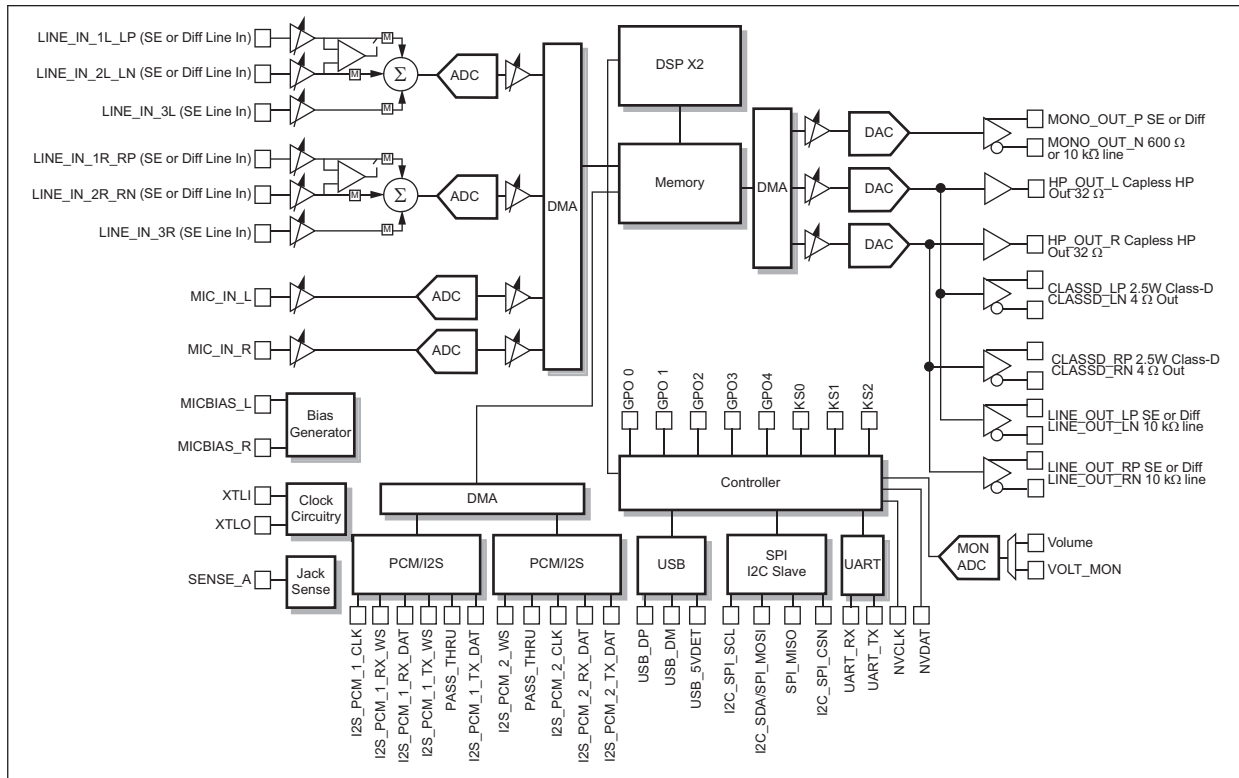 LINE_IN_1L_LP (SE or Diff Line In)
LINE_IN_2L_LN (SE or Diff Line In)
LINE_IN_3L (SE Line In)
LINE_IN_1R_RP (SE or Diff Line In)
LINE_IN_2R_RN (SE or Diff Line In)
LINE_IN_3R (SE Line In)
MIC_IN_L
MIC_IN_R
MICBIAS_L
MICBIAS_R
XTLI
XTLO
SENSE_A
M
M
M
Σ
M
M
M
Σ
ADC
ADC
ADC
ADC
DMA
Bias
Generator
Clock
Circuitry
Jack
Sense
DSP X2
Memory
DMA
DAC
DAC
DAC
MONO_OUT_P SE or Diff
MONO_OUT_N 600 Ω
or 10 kΩ line
HP_OUT_L Capless HP
Out 32 Ω
HP_OUT_R Capless HP
Out 32 Ω
CLASSD_LP 2.5W Class-D
CLASSD_LN 4 Ω Out
CLASSD_RP 2.5W Class-D
CLASSD_RN 4 Ω Out
LINE_OUT_LP SE or Diff
LINE_OUT_LN 10 kΩ line
LINE_OUT_RP SE or Diff
LINE_OUT_RN 10 kΩ line
GPO 0
GPO 1
GPO2
GPO3
GPO4
KS0
KS1
KS2
Controller
DMA
PCM/I2S
PCM/I2S
USB
SPI
I2C Slave
UART
MON
ADC
Volume
VOLT_MON
I2S_PCM_1_CLK
I2S_PCM_1_RX_WS
I2S_PCM_1_RX_DAT
I2S_PCM_1_TX_WS
PASS_THRU
I2S_PCM_1_TX_DAT
I2S_PCM_2_WS
PASS_THRU
I2S_PCM_2_CLK
I2S_PCM_2_RX_DAT
I2S_PCM_2_TX_DAT
USB_DP
USB_DM
USB_5VDET
I2C_SPI_SCL
I2C_SDA/SPI_MOSI
SPI_MISO
I2C_SPI_CSN
UART_RX
UART_TX
NVCLK
NVDAT